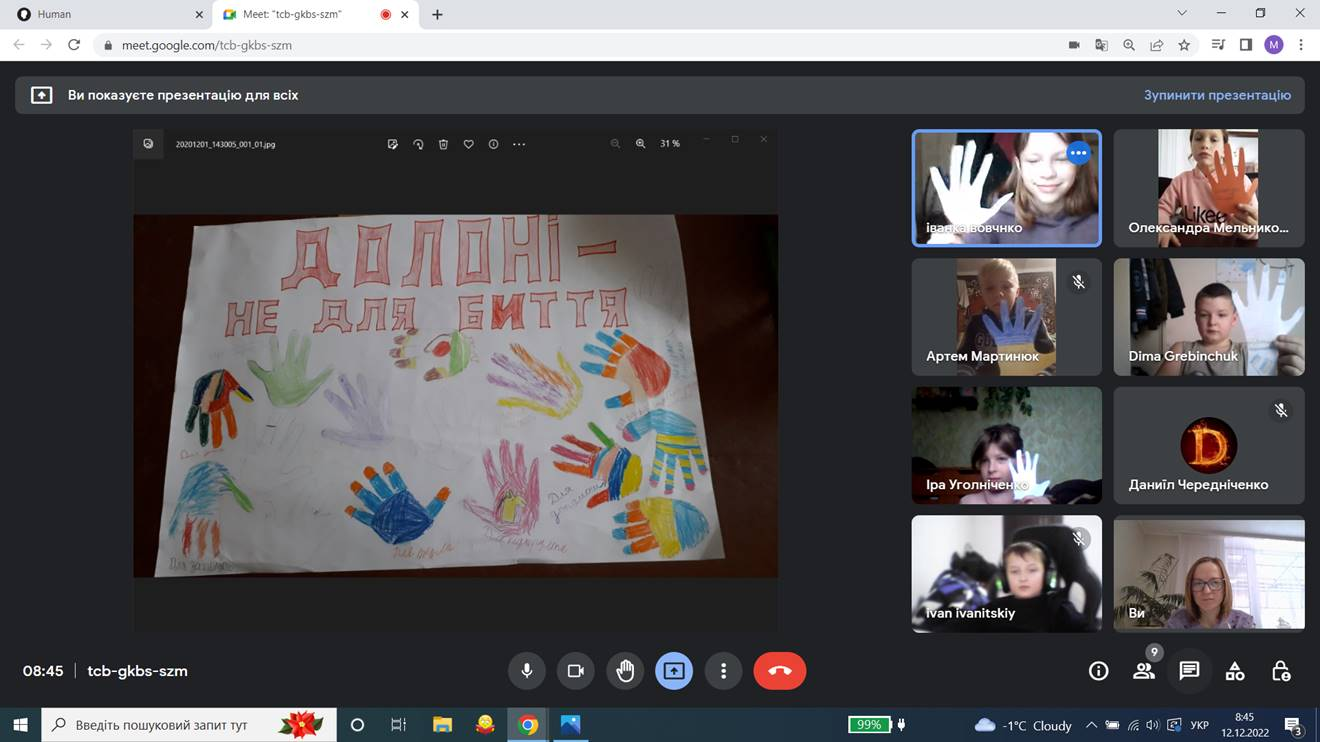 Human
Meet: "tcb-gkbs-szm"
meet.google.com/tcb-gkbs-szm
M
Ви показуєте презентацію для всіх
Зупинити презентацію
20201201_143005_001_01.jpg
31 %
ДОЛОНІ –
НЕ ДЛЯ БИТТЯ
Для
іванка вовчнко
Олександра Мельнико...
Likee
Артем Мартинюк
Dima Grebinchuk
Іра Уголніченко
D
Даниїл Чередніченко
ivan ivanitskiy
Ви
08:45 | tcb-gkbs-szm
9
Введіть пошуковий запит тут
99%
-1°C Cloudy
УКР
8:45
12.12.2022
3